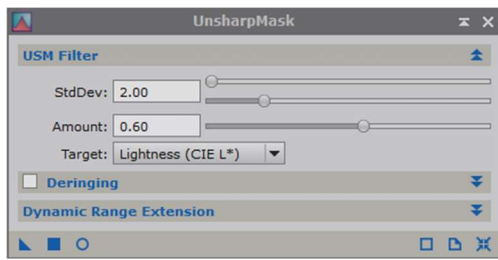 UnsharpMask
USM Filter
StdDev: 2.00
Amount: 0.60
Target: Lightness (CIE L*)
Deringing
Dynamic Range Extension